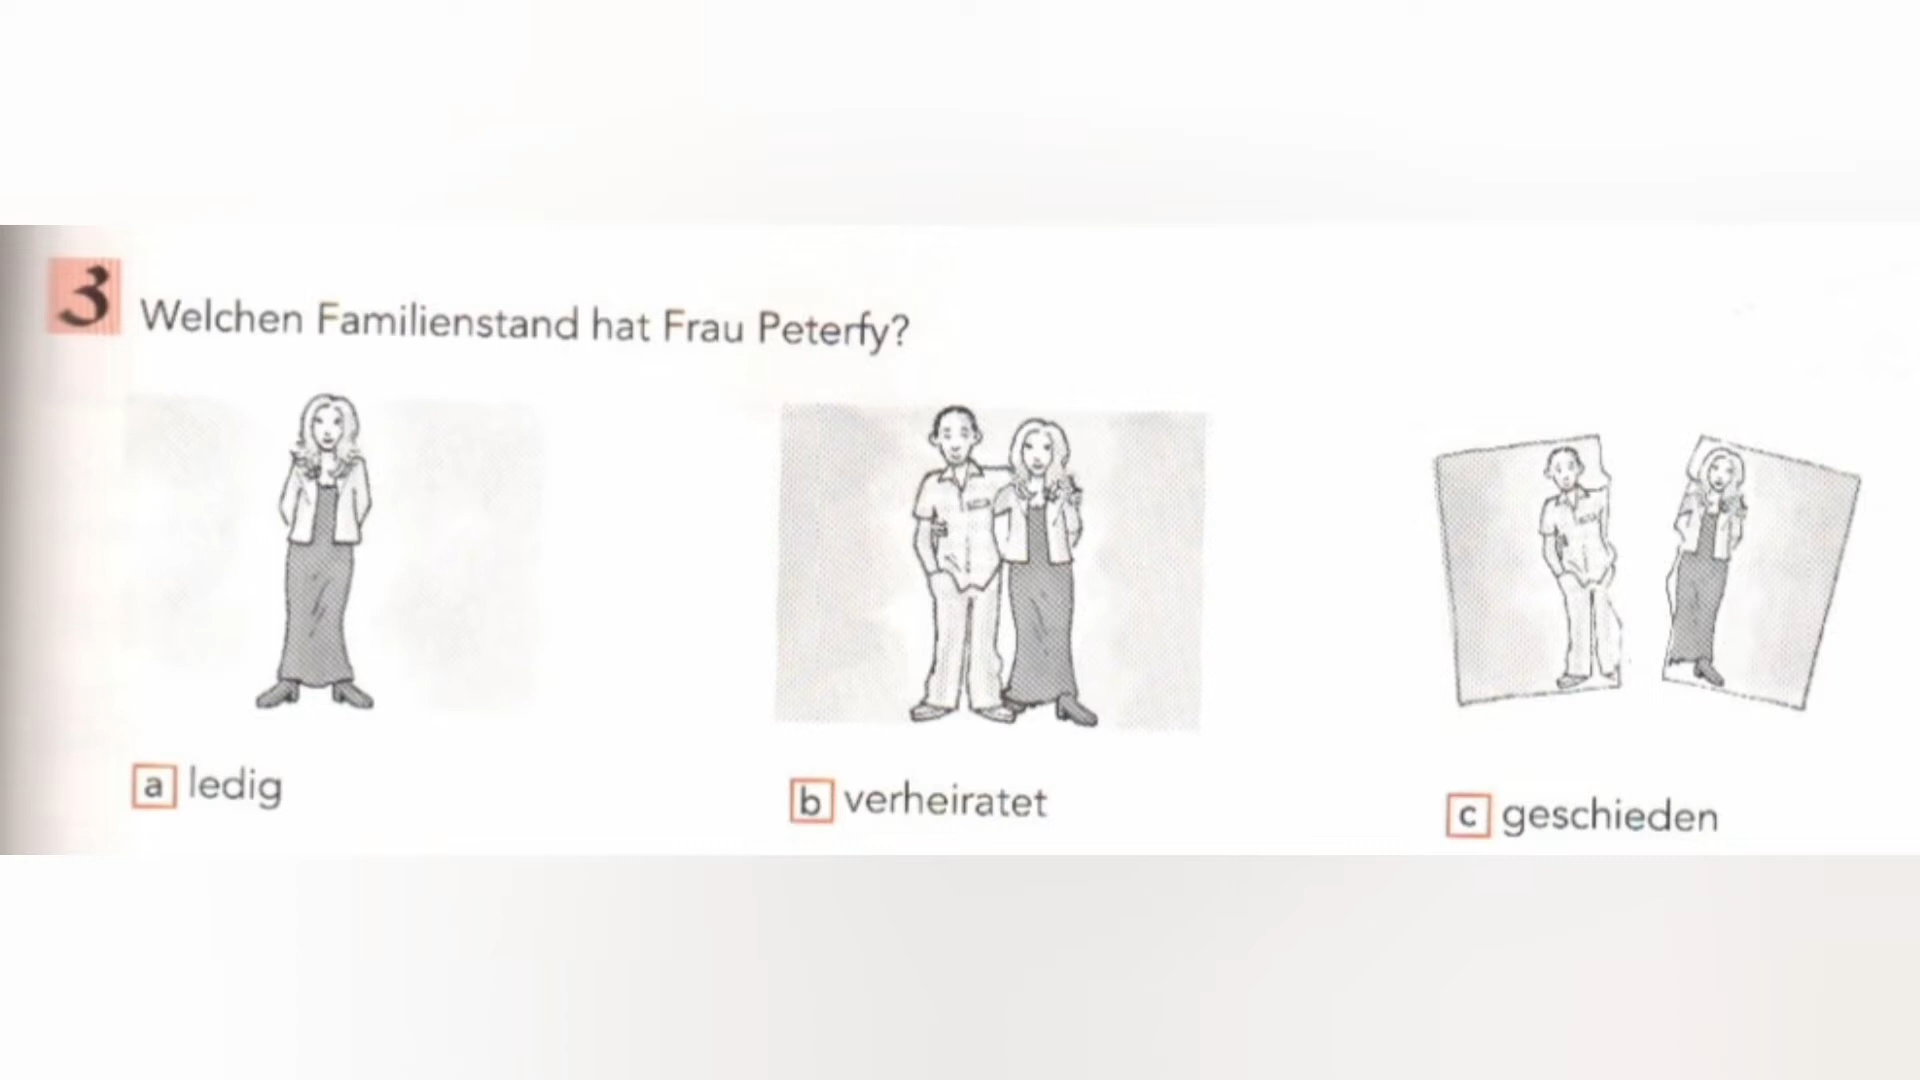 3 Welchen Familienstand hat Frau Peterfy?
a ledig
b verheiratet
c geschieden